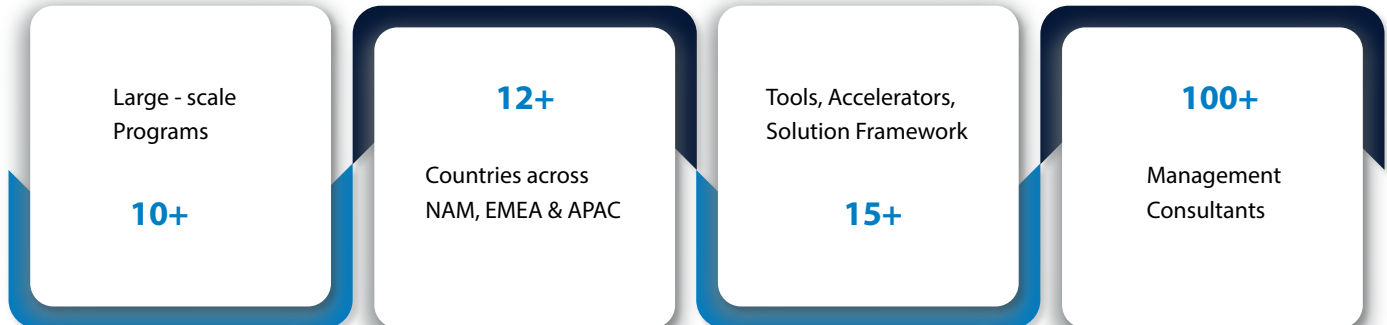 Large - scale
Programs
10+
12+
Countries across
NAM, EMEA & APAC
Tools, Accelerators,
Solution Framework
15+
100+
Management
Consultants